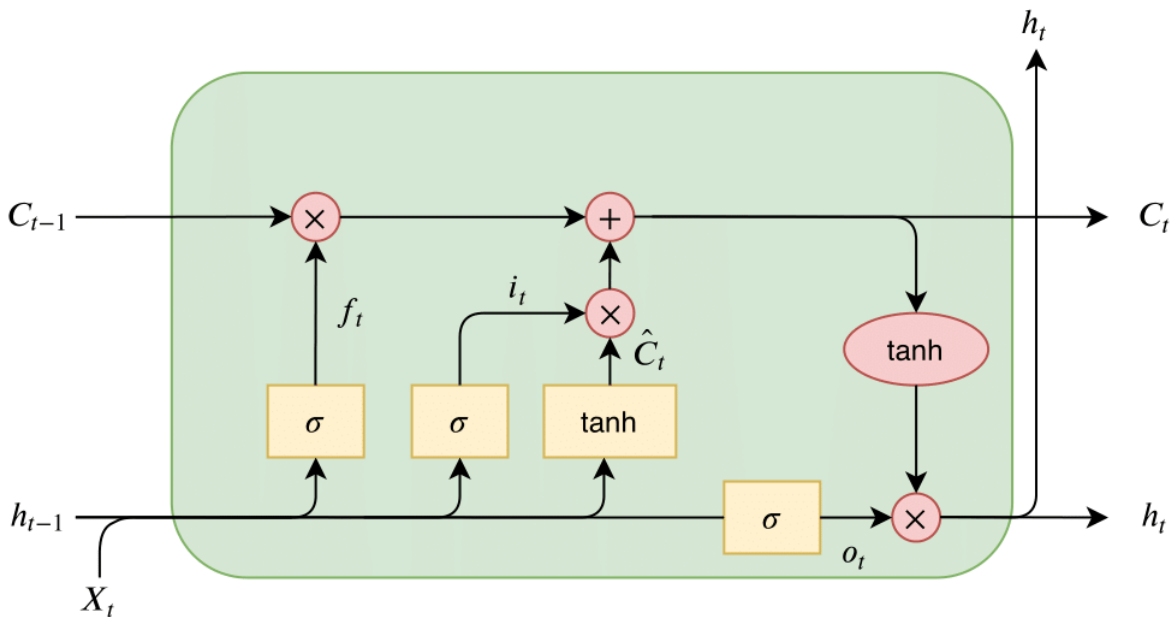 h_t
C_{t-1}
×
+
C_t
f_t
i_t
×
Ĉ_t
tanh
σ
σ
tanh
h_{t-1}
σ
o_t
×
h_t
X_t